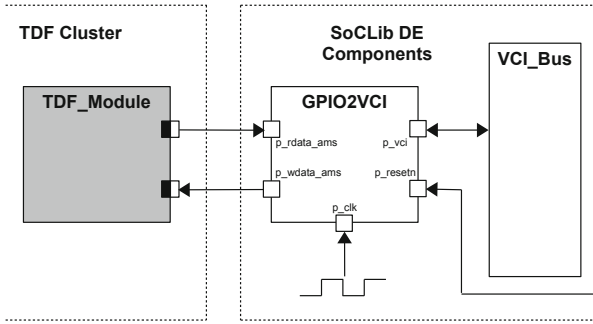 TDF Cluster
SoCLib DE
Components
TDF_Module
GPIO2VCI
VCI_Bus
p_rdata_ams
p_vci
p_wdata_ams
p_resetn
p_clk